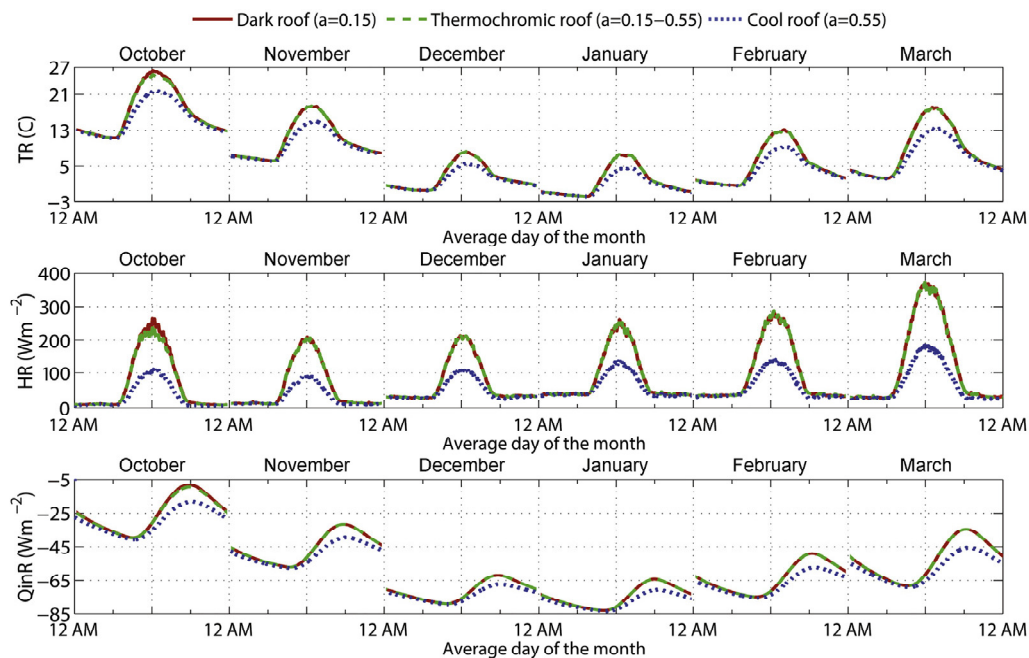 Dark roof (a=0.15) Thermochromic roof (a=0.15−0.55) Cool roof (a=0.55)
October November December January February March
27
21
13
5
−3
TR (C)
12 AM 12 AM 12 AM 12 AM 12 AM 12 AM 12 AM
Average day of the month
October November December January February March
400
300
200
100
0
HR (Wm −2)
12 AM 12 AM 12 AM 12 AM 12 AM 12 AM 12 AM
Average day of the month
October November December January February March
−5
−25
−45
−65
−85
QinR (Wm −2)
12 AM 12 AM 12 AM 12 AM 12 AM 12 AM 12 AM
Average day of the month